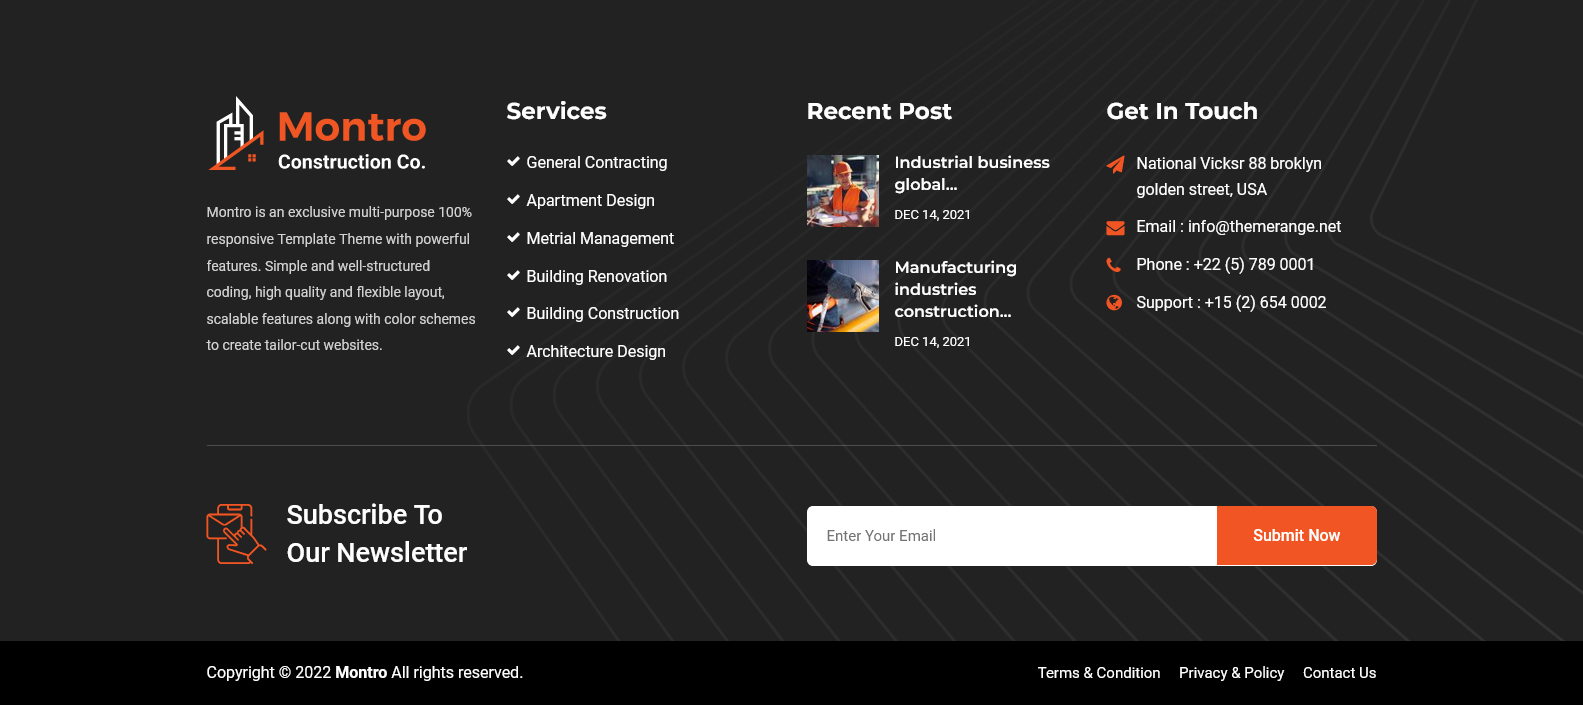 Montro
Construction Co.
Montro is an exclusive multi-purpose 100%
responsive Template Theme with powerful
features. Simple and well-structured
coding, high quality and flexible layout,
scalable features along with color schemes
to create tailor-cut websites.
Services
General Contracting
Apartment Design
Metrial Management
Building Renovation
Building Construction
Architecture Design
Recent Post
Industrial business
global...
DEC 14, 2021
Manufacturing
industries
construction...
DEC 14, 2021
Get In Touch
National Vicksr 88 broklyn
golden street, USA
Email : info@themerange.net
Phone : +22 (5) 789 0001
Support : +15 (2) 654 0002
Subscribe To
Our Newsletter
Enter Your Email
Submit Now
Copyright © 2022 Montro All rights reserved.
Terms & Condition Privacy & Policy Contact Us